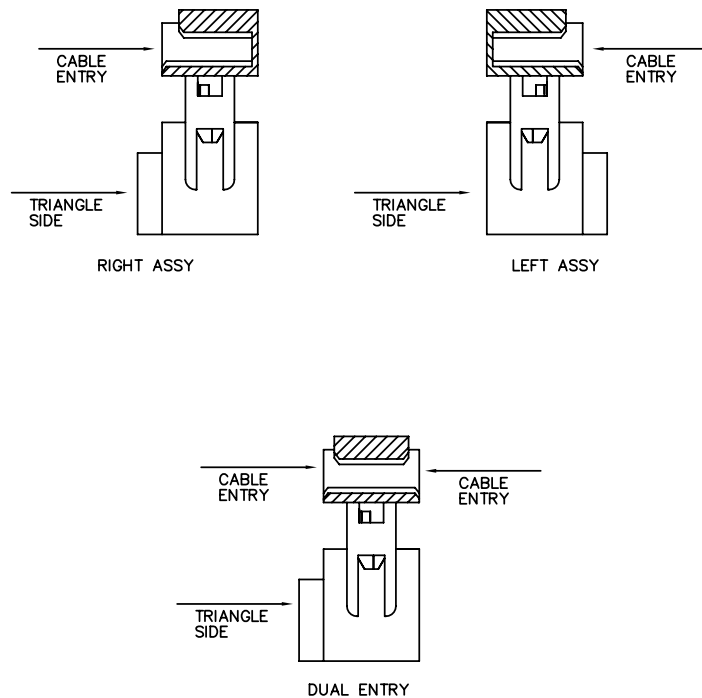 CABLE
ENTRY
CABLE
ENTRY
TRIANGLE
SIDE
TRIANGLE
SIDE
RIGHT ASSY
LEFT ASSY
CABLE
ENTRY
CABLE
ENTRY
TRIANGLE
SIDE
DUAL ENTRY